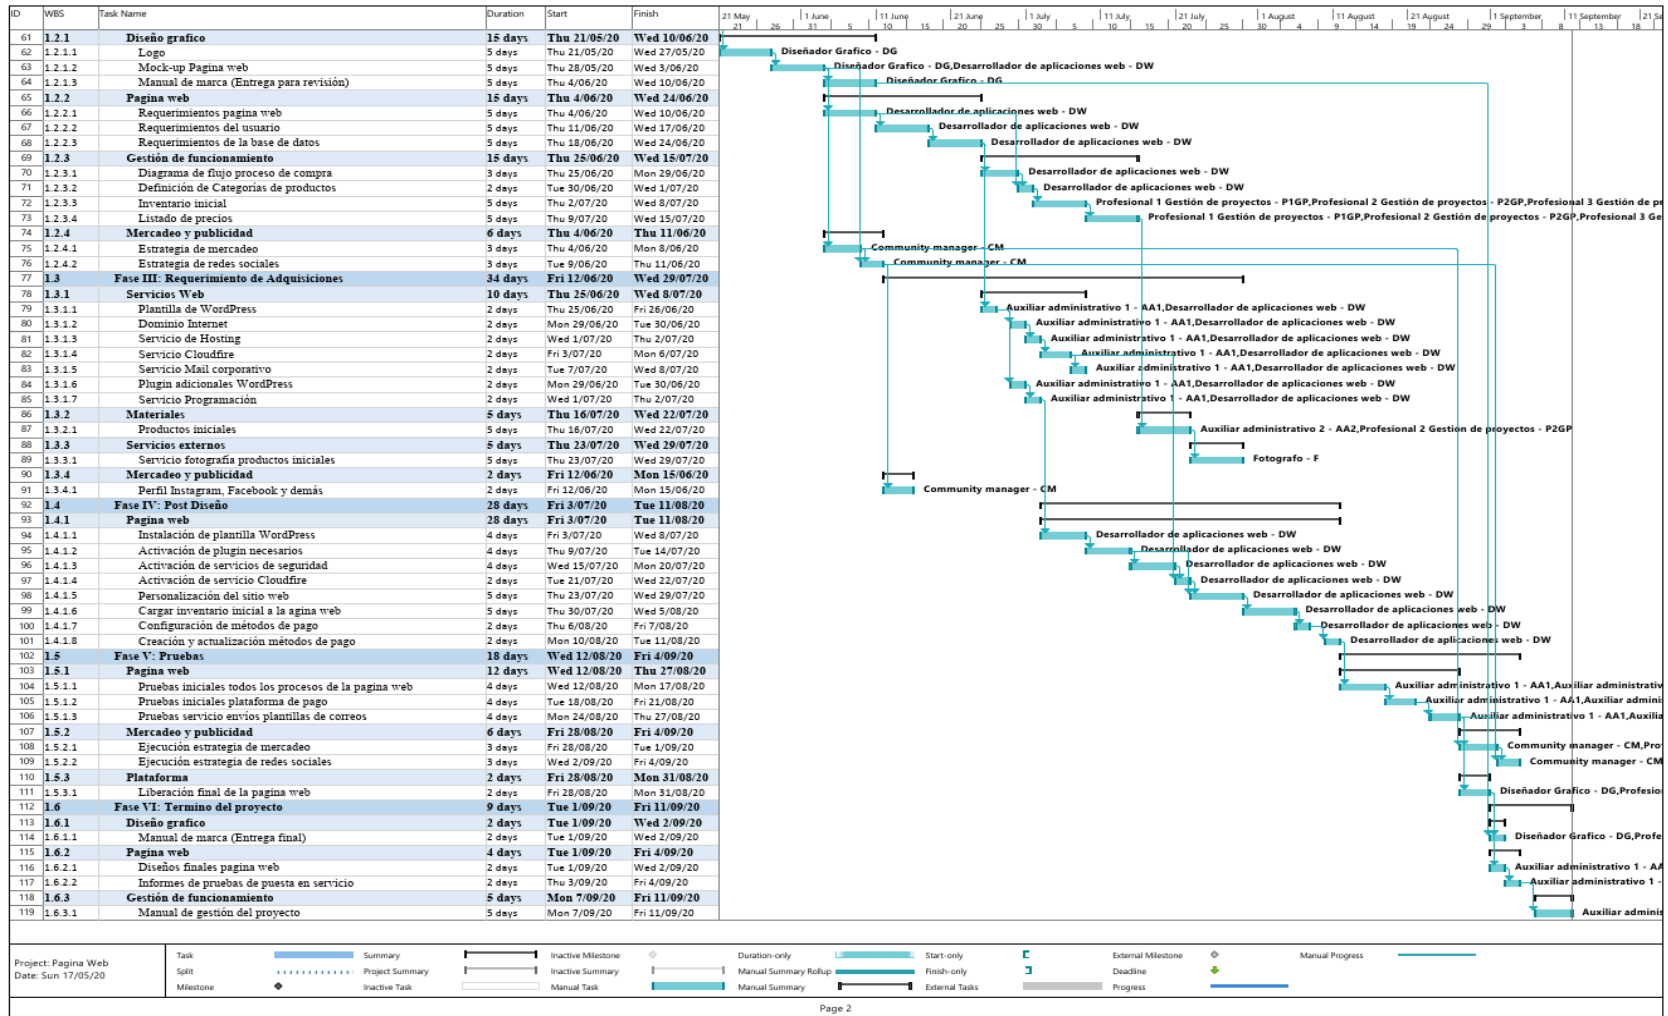 ID WBS Task Name Duration Start Finish 21 May 1 June 11 June 21 June 1 July 11 July 21 July 1 August 11 August 21 August 1 September 11 September 21 Se
31 21 26 31 5 10 15 20 25 30 5 10 15 20 25 30 4 9 14 19 24 29 3 8 13 18
61 1.2.1 Diseño grafico 15 days Thu 21/05/20 Wed 10/06/20
62 1.2.1.1 Logo 5 days Thu 21/05/20 Wed 27/05/20 Diseñador Grafico - DG
63 1.2.1.2 Mock-up Pagina web 5 days Thu 28/05/20 Wed 3/06/20 Diseñador Grafico - DG,Desarrollador de aplicaciones web - DW
64 1.2.1.3 Manual de marca (Entrega para revisión) 5 days Thu 4/06/20 Wed 10/06/20 Diseñador Grafico - DG
65 1.2.2 Pagina web 15 days Thu 4/06/20 Wed 24/06/20
66 1.2.2.1 Requerimientos pagina web 5 days Thu 4/06/20 Wed 10/06/20 Desarrollador de aplicaciones web - DW
67 1.2.2.2 Requerimientos del usuario 5 days Thu 11/06/20 Wed 17/06/20 Desarrollador de aplicaciones web - DW
68 1.2.2.3 Requerimientos de la base de datos 5 days Thu 18/06/20 Wed 24/06/20 Desarrollador de aplicaciones web - DW
69 1.2.3 Gestión de funcionamiento 15 days Thu 25/06/20 Wed 15/07/20
70 1.2.3.1 Diagrama de flujo proceso de compra 3 days Thu 25/06/20 Mon 29/06/20 Desarrollador de aplicaciones web - DW
71 1.2.3.2 Definición de Categorías de productos 2 days Tue 30/06/20 Wed 1/07/20 Desarrollador de aplicaciones web - DW
72 1.2.3.3 Inventario inicial 5 days Thu 2/07/20 Wed 8/07/20 Profesional 1 Gestión de proyectos - P1GP,Profesional 2 Gestión de proyectos - P2GP,Profesional 3 Gestión de pr
73 1.2.3.4 Listado de precios 5 days Thu 9/07/20 Wed 15/07/20 Profesional 1 Gestión de proyectos - P1GP,Profesional 2 Gestión de proyectos - P2GP,Profesional 3 Ge
74 1.2.4 Mercadeo y publicidad 6 days Thu 4/06/20 Thu 11/06/20
75 1.2.4.1 Estrategia de mercadeo 3 days Thu 4/06/20 Mon 8/06/20 Community manager - CM
76 1.2.4.2 Estrategia de redes sociales 3 days Tue 9/06/20 Thu 11/06/20 Community manager - CM
77 1.3 Fase III: Requerimiento de Adquisiciones 34 days Fri 12/06/20 Wed 29/07/20
78 1.3.1 Servicios Web 10 days Thu 25/06/20 Wed 8/07/20
79 1.3.1.1 Plantilla de WordPress 2 days Thu 25/06/20 Fri 26/06/20 Auxiliar administrativo 1 - AA1,Desarrollador de aplicaciones web - DW
80 1.3.1.2 Dominio Internet 2 days Mon 29/06/20 Tue 30/06/20 Auxiliar administrativo 1 - AA1,Desarrollador de aplicaciones web - DW
81 1.3.1.3 Servicio de Hosting 2 days Wed 1/07/20 Thu 2/07/20 Auxiliar administrativo 1 - AA1,Desarrollador de aplicaciones web - DW
82 1.3.1.4 Servicio Cloudfire 2 days Fri 3/07/20 Mon 6/07/20 Auxiliar administrativo 1 - AA1,Desarrollador de aplicaciones web - DW
83 1.3.1.5 Servicio Mail corporativo 2 days Tue 7/07/20 Wed 8/07/20 Auxiliar administrativo 1 - AA1,Desarrollador de aplicaciones web - DW
84 1.3.1.6 Plugin adicionales WordPress 2 days Mon 29/06/20 Tue 30/06/20 Auxiliar administrativo 1 - AA1,Desarrollador de aplicaciones web - DW
85 1.3.1.7 Servicio Programación 2 days Wed 1/07/20 Thu 2/07/20 Auxiliar administrativo 1 - AA1,Desarrollador de aplicaciones web - DW
86 1.3.2 Materiales 5 days Thu 16/07/20 Wed 22/07/20
87 1.3.2.1 Productos iniciales 5 days Thu 16/07/20 Wed 22/07/20 Auxiliar administrativo 2 - AA2,Profesional 2 Gestión de proyectos - P2GP
88 1.3.3 Servicios externos 5 days Thu 23/07/20 Wed 29/07/20
89 1.3.3.1 Servicio fotografía productos iniciales 5 days Thu 23/07/20 Wed 29/07/20 Fotografo - F
90 1.3.4 Mercadeo y publicidad 2 days Fri 12/06/20 Mon 15/06/20
91 1.3.4.1 Perfil Instagram, Facebook y demás 2 days Fri 12/06/20 Mon 15/06/20 Community manager - CM
92 1.4 Fase IV: Post Diseño 28 days Fri 3/07/20 Tue 11/08/20
93 1.4.1 Pagina web 28 days Fri 3/07/20 Tue 11/08/20
94 1.4.1.1 Instalación de plantilla WordPress 4 days Fri 3/07/20 Wed 8/07/20 Desarrollador de aplicaciones web - DW
95 1.4.1.2 Activación de plugin necesarios 4 days Thu 9/07/20 Tue 14/07/20 Desarrollador de aplicaciones web - DW
96 1.4.1.3 Activación de servicios de seguridad 4 days Wed 15/07/20 Mon 20/07/20 Desarrollador de aplicaciones web - DW
97 1.4.1.4 Activación de servicio Cloudfire 2 days Tue 21/07/20 Wed 22/07/20 Desarrollador de aplicaciones web - DW
98 1.4.1.5 Personalización del sitio web 5 days Thu 23/07/20 Wed 29/07/20 Desarrollador de aplicaciones web - DW
99 1.4.1.6 Cargar inventario inicial a la agina web 5 days Thu 30/07/20 Wed 5/08/20 Desarrollador de aplicaciones web - DW
100 1.4.1.7 Configuración de métodos de pago 2 days Thu 6/08/20 Fri 7/08/20 Desarrollador de aplicaciones web - DW
101 1.4.1.8 Creación y actualización métodos de pago 2 days Mon 10/08/20 Tue 11/08/20 Desarrollador de aplicaciones web - DW
102 1.5 Fase V: Pruebas 18 days Wed 12/08/20 Fri 4/09/20
103 1.5.1 Pagina web 12 days Wed 12/08/20 Thu 27/08/20
104 1.5.1.1 Pruebas iniciales todos los procesos de la pagina web 4 days Wed 12/08/20 Mon 17/08/20 Auxiliar administrativo 1 - AA1,Auxiliar administrativ
105 1.5.1.2 Pruebas iniciales plataforma de pago 4 days Tue 18/08/20 Fri 21/08/20 Auxiliar administrativo 1 - AA1,Auxiliar admini
106 1.5.1.3 Pruebas servicio envíos plantillas de correos 4 days Mon 24/08/20 Thu 27/08/20 Auxiliar administrativo 1 - AA1,Auxilia
107 1.5.2 Mercadeo y publicidad 6 days Fri 28/08/20 Fri 4/09/20
108 1.5.2.1 Ejecución estrategia de mercadeo 3 days Fri 28/08/20 Tue 1/09/20 Community manager - CM,Pro
109 1.5.2.2 Ejecución estrategia de redes sociales 3 days Wed 2/09/20 Fri 4/09/20 Community manager - CM
110 1.5.3 Plataforma 2 days Fri 28/08/20 Mon 31/08/20
111 1.5.3.1 Liberación final de la pagina web 2 days Fri 28/08/20 Mon 31/08/20 Diseñador Grafico - DG,Profesio
112 1.6 Fase VI: Termino del proyecto 9 days Tue 1/09/20 Fri 11/09/20
113 1.6.1 Diseño grafico 2 days Tue 1/09/20 Wed 2/09/20
114 1.6.1.1 Manual de marca (Entrega final) 2 days Tue 1/09/20 Wed 2/09/20 Diseñador Grafico - DG,Profe
115 1.6.2 Pagina web 4 days Tue 1/09/20 Fri 4/09/20
116 1.6.2.1 Diseños finales pagina web 2 days Tue 1/09/20 Wed 2/09/20 Auxiliar administrativo 1 - AA
117 1.6.2.2 Informes de pruebas de puesta en servicio 2 days Thu 3/09/20 Fri 4/09/20 Auxiliar administrativo 1 -
118 1.6.3 Gestión de funcionamiento 5 days Mon 7/09/20 Fri 11/09/20
119 1.6.3.1 Manual de gestión del proyecto 5 days Mon 7/09/20 Fri 11/09/20 Auxiliar adminis
Project: Pagina Web
Date: Sun 17/05/20
Task Summary Inactive Milestone Duration-only Start-only External Milestone Manual Progress
Split Project Summary Inactive Summary Manual Summary Rollup Finish-only Deadline
Milestone Inactive Task Manual Task Manual Summary External Tasks Progress
Page 2